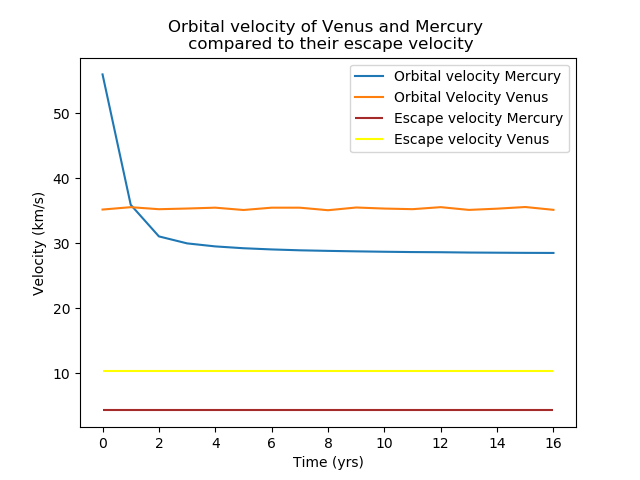 Orbital velocity of Venus and Mercury
compared to their escape velocity
Orbital velocity Mercury
Orbital Velocity Venus
Escape velocity Mercury
Escape velocity Venus
Velocity (km/s)
50
40
30
20
10
0 2 4 6 8 10 12 14 16
Time (yrs)